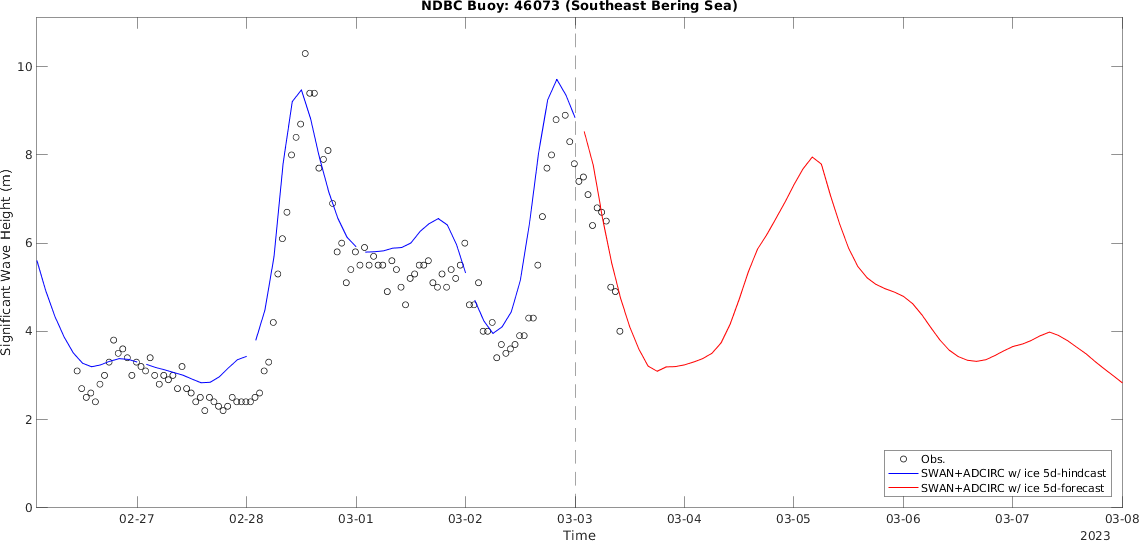 NDBC Buoy: 46073 (Southeast Bering Sea)
Significant Wave Height (m)
10
8
6
4
2
0
02-27
02-28
03-01
03-02
03-03
03-04
03-05
03-06
03-07
03-08
Time
2023
Obs.
SWAN+ADCIRC w/ ice 5d-hindcast
SWAN+ADCIRC w/ ice 5d-forecast